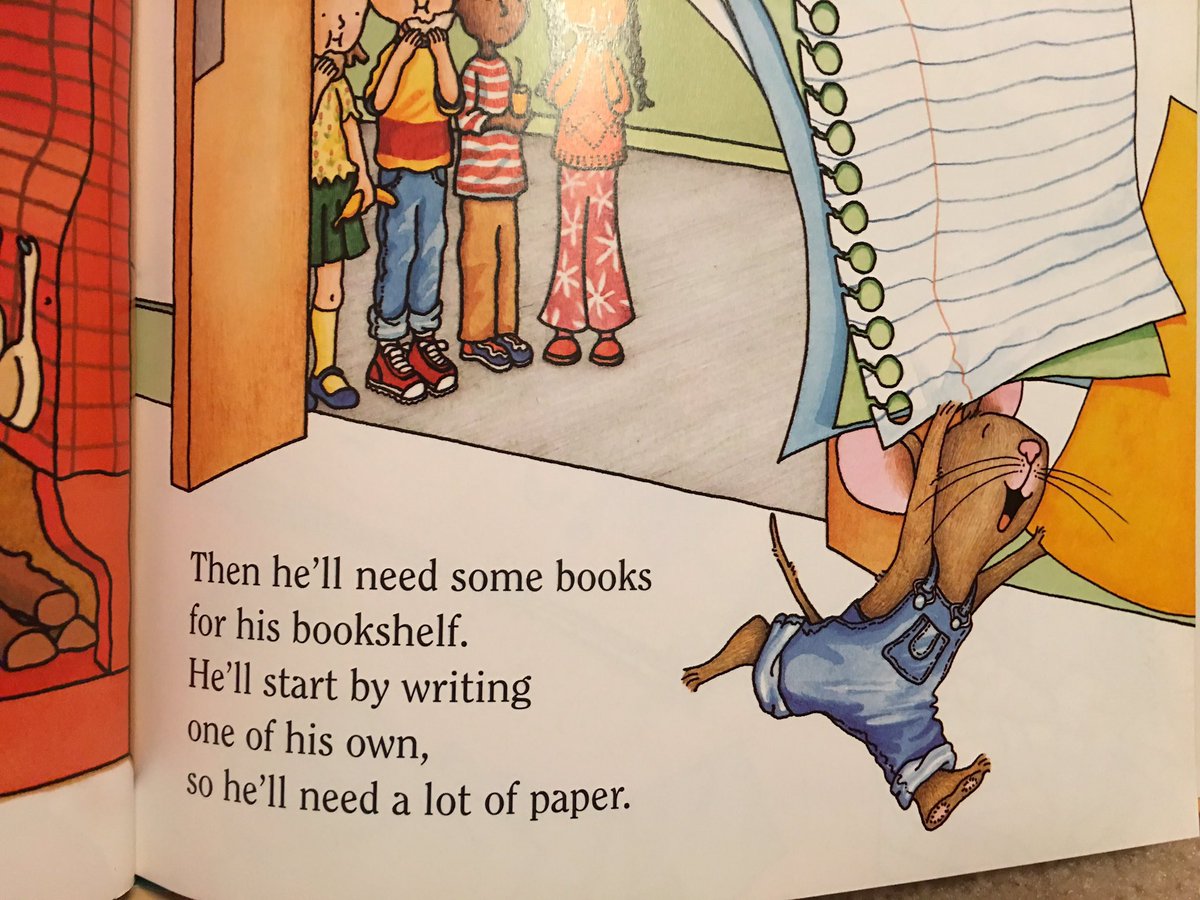 Then he'll need some books
for his bookshelf.
He'll start by writing
one of his own,
so he'll need a lot of paper.